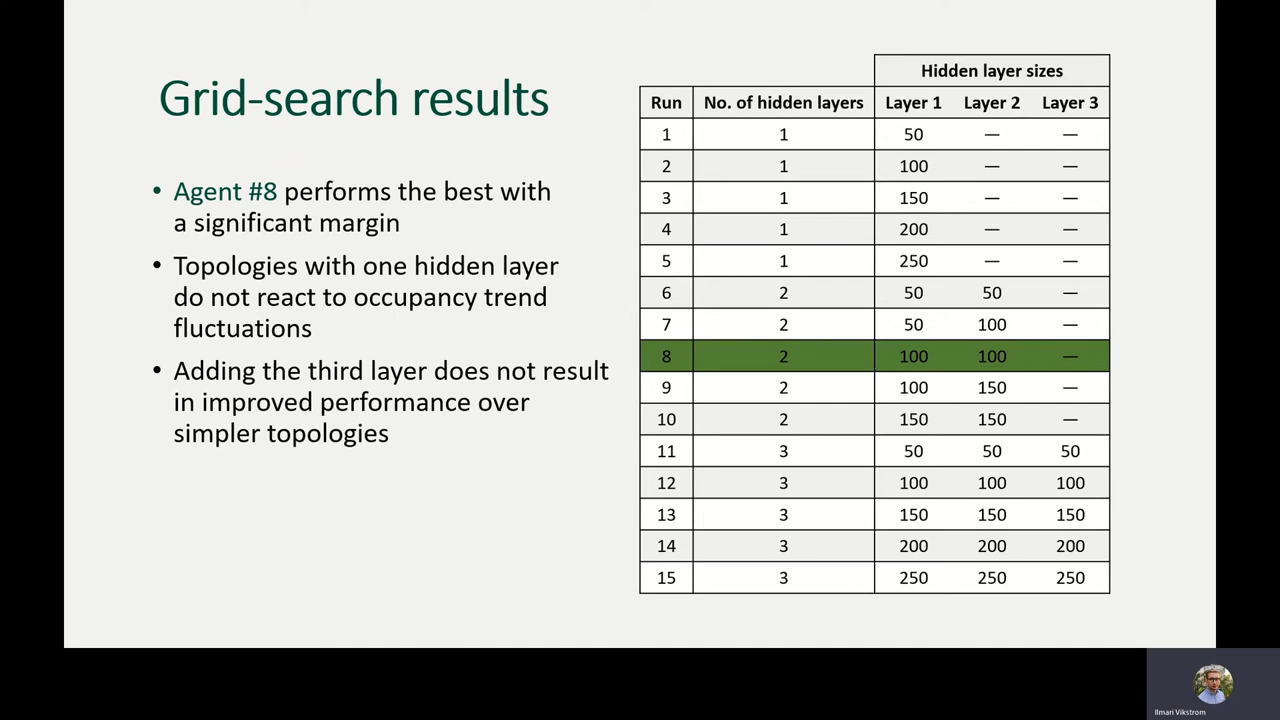 Grid-search results
• Agent #8 performs the best with
a significant margin
• Topologies with one hidden layer
do not react to occupancy trend
fluctuations
• Adding the third layer does not result
in improved performance over
simpler topologies
Hidden layer sizes
Run No. of hidden layers Layer 1 Layer 2 Layer 3
1 1 50 — —
2 1 100 — —
3 1 150 — —
4 1 200 — —
5 1 250 — —
6 2 50 50 —
7 2 50 100 —
8 2 100 100 —
9 2 100 150 —
10 2 150 150 —
11 3 50 50 50
12 3 100 100 100
13 3 150 150 150
14 3 200 200 200
15 3 250 250 250
Ilmari Vikstrom